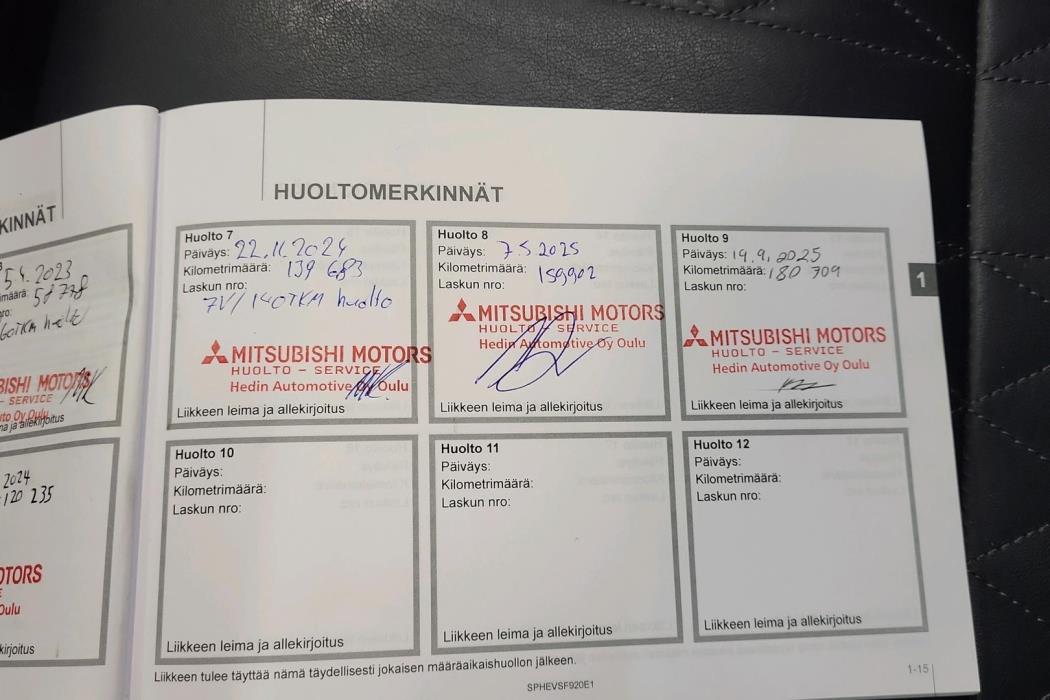 KINNÄT
5.4.2023
58 778
60TKM
MITSUBISHI MOTORS
- SERVICE
Oy Oulu
ja allekirjoitus
2024
120 235
OTORS
Oulu
kirjoitus
HUOLTOMERKINNÄT
Huolto 7
Päiväys: 22.11.2024
Kilometrimäärä: 139 683
Laskun nro:
7V/140TKM huolto
MITSUBISHI MOTORS
HUOLTO - SERVICE
Hedin Automotive Oy Oulu
Liikkeen leima ja allekirjoitus
Huolto 8
Päiväys: 7.5.2025
Kilometrimäärä: 159902
Laskun nro:
MITSUBISHI MOTORS
HUOLTO - SERVICE
Hedin Automotive Oy Oulu
Liikkeen leima ja allekirjoitus
Huolto 9
Päiväys: 19.9.2025
Kilometrimäärä: 180 709
Laskun nro:
MITSUBISHI MOTORS
HUOLTO - SERVICE
Hedin Automotive Oy Oulu
Liikkeen leima ja allekirjoitus
1
Huolto 10
Päiväys:
Kilometrimäärä:
Laskun nro:
Liikkeen leima ja allekirjoitus
Huolto 11
Päiväys:
Kilometrimäärä:
Laskun nro:
Liikkeen leima ja allekirjoitus
Huolto 12
Päiväys:
Kilometrimäärä:
Laskun nro:
Liikkeen leima ja allekirjoitus
Liikkeen tulee täyttää nämä täydellisesti jokaisen määräaikaishuollon jälkeen.
SPHEVSF920E1
1-15